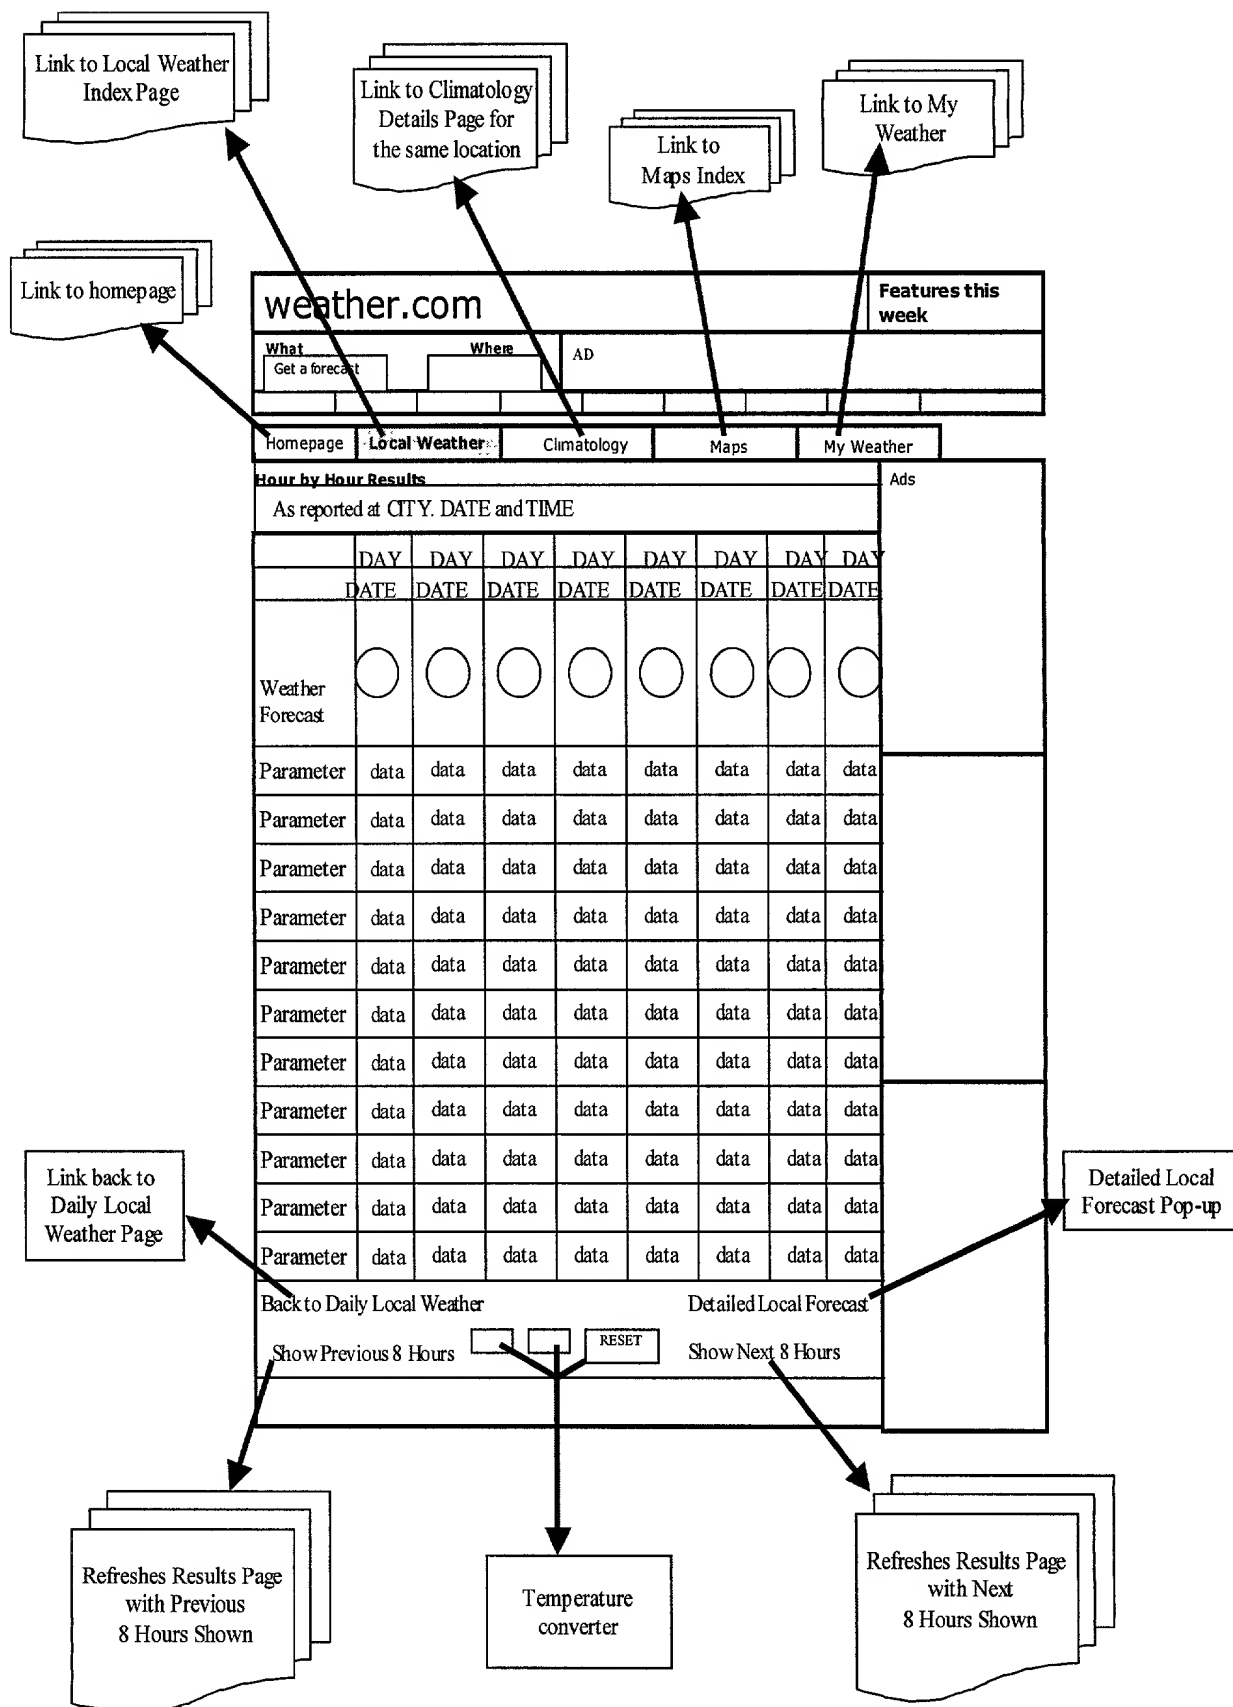 Link to Local Weather
Index Page
Link to Climatology
Details Page for
the same location
Link to
Maps Index
Link to My
Weather
Link to homepage
weather.com
Features this
week
What
Where
AD
Get a forecast
Homepage
Local Weather
Climatology
Maps
My Weather
Hour by Hour Results
Ads
As reported at CITY. DATE and TIME
DAY DAY DAY DAY DAY DAY DAY DAY
DATE DATE DATE DATE DATE DATE DATE DATE
Weather
Forecast
Parameter data data data data data data data data
Parameter data data data data data data data data
Parameter data data data data data data data data
Parameter data data data data data data data data
Parameter data data data data data data data data
Parameter data data data data data data data data
Parameter data data data data data data data data
Parameter data data data data data data data data
Parameter data data data data data data data data
Parameter data data data data data data data data
Parameter data data data data data data data data
Link back to
Daily Local
Weather Page
Detailed Local
Forecast Pop-up
Back to Daily Local Weather
Detailed Local Forecast
Show Previous 8 Hours
RESET
Show Next 8 Hours
Refreshes Results Page
with Previous
8 Hours Shown
Temperature
converter
Refreshes Results Page
with Next
8 Hours Shown